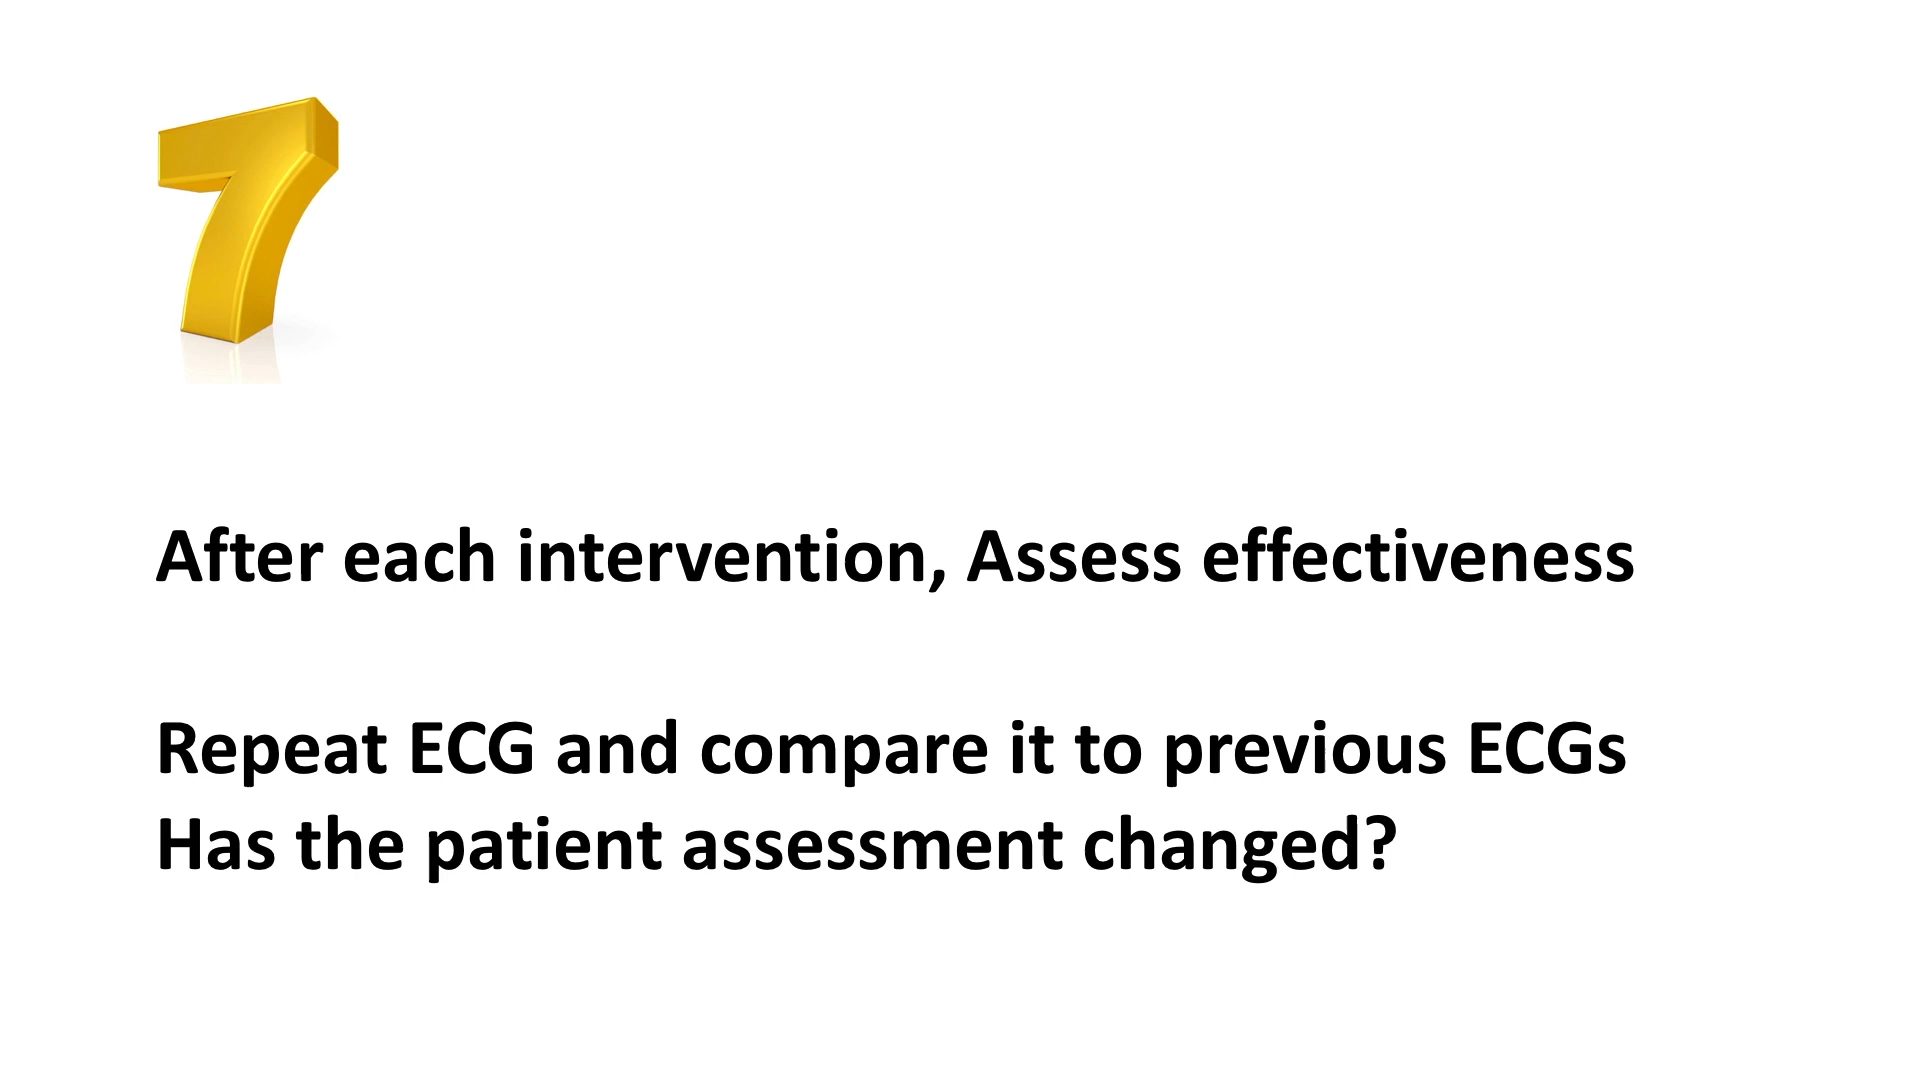 7
After each intervention, Assess effectiveness
Repeat ECG and compare it to previous ECGs
Has the patient assessment changed?